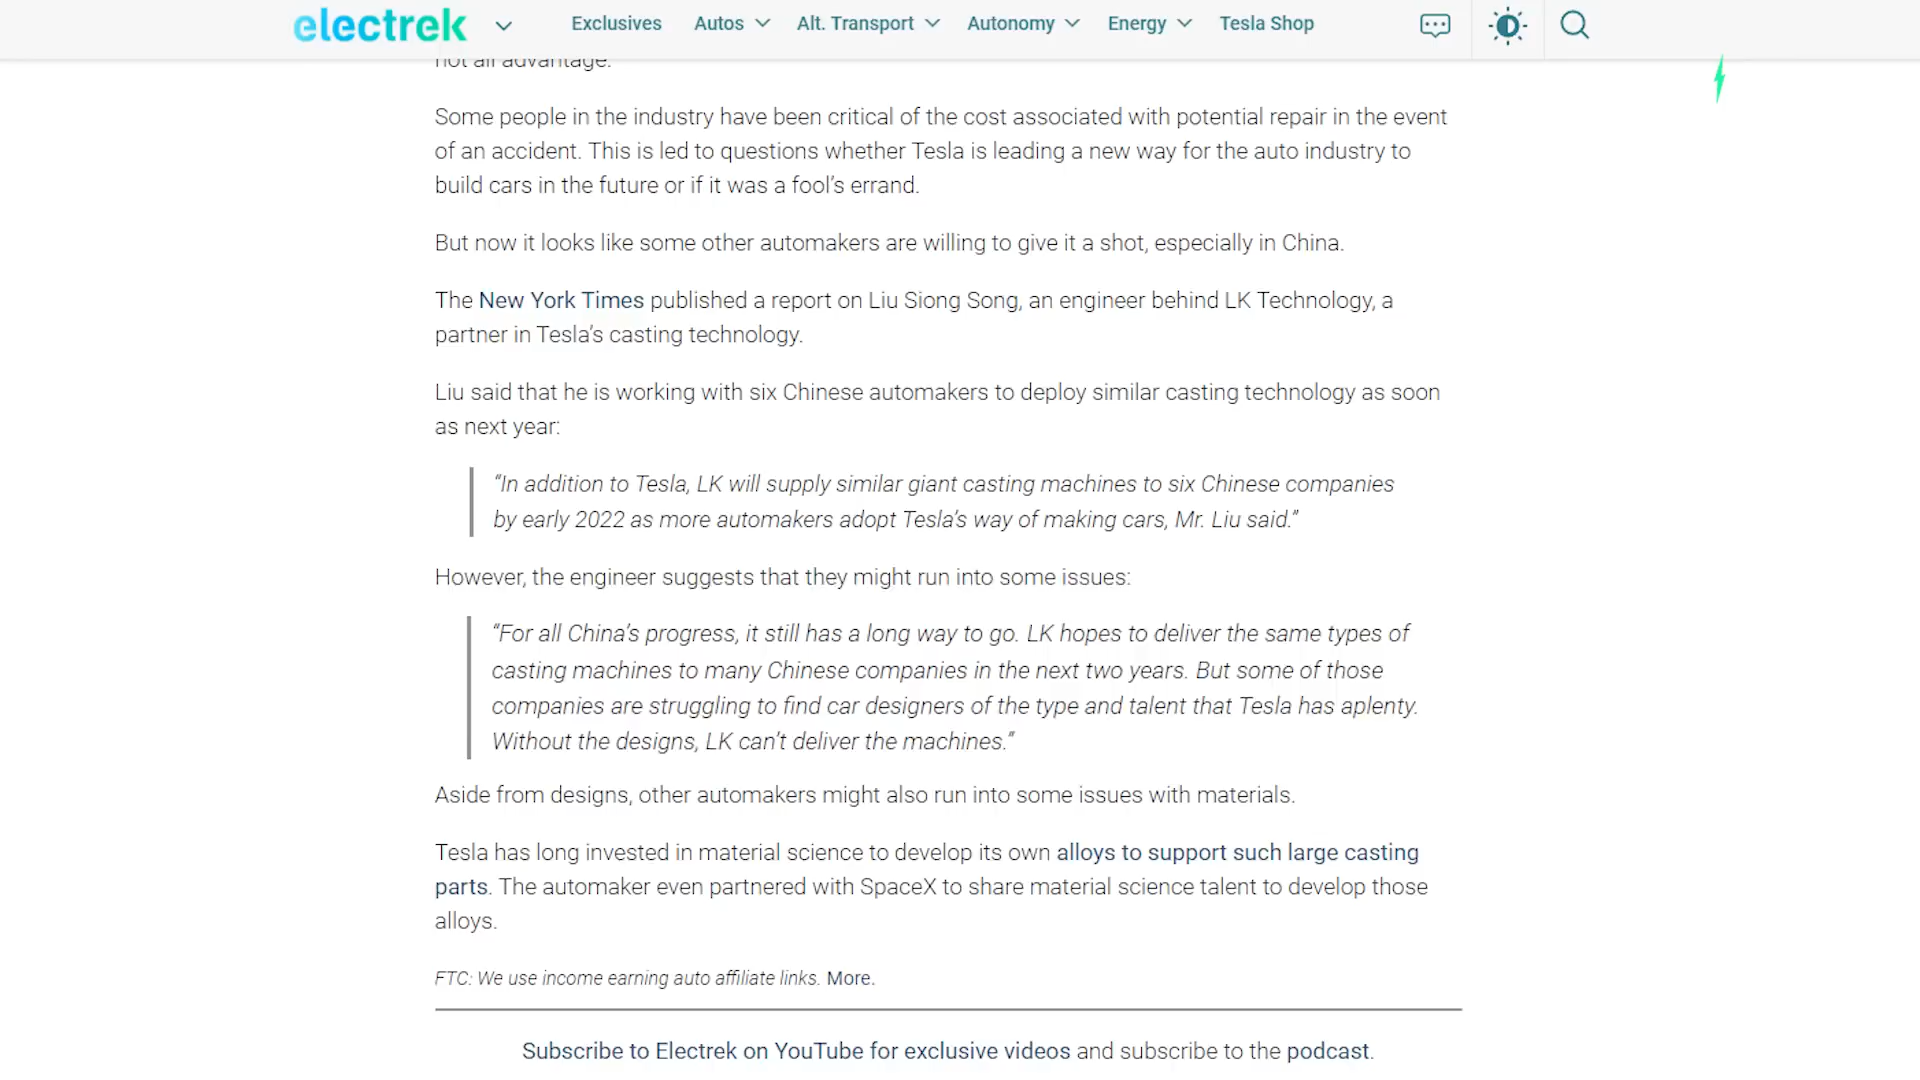 electrek
Exclusives Autos Alt. Transport Autonomy Energy Tesla Shop
not all advantage.
Some people in the industry have been critical of the cost associated with potential repair in the event
of an accident. This is led to questions whether Tesla is leading a new way for the auto industry to
build cars in the future or if it was a fool’s errand.
But now it looks like some other automakers are willing to give it a shot, especially in China.
The New York Times published a report on Liu Siong Song, an engineer behind LK Technology, a
partner in Tesla’s casting technology.
Liu said that he is working with six Chinese automakers to deploy similar casting technology as soon
as next year:
“In addition to Tesla, LK will supply similar giant casting machines to six Chinese companies
by early 2022 as more automakers adopt Tesla’s way of making cars, Mr. Liu said.”
However, the engineer suggests that they might run into some issues:
“For all China’s progress, it still has a long way to go. LK hopes to deliver the same types of
casting machines to many Chinese companies in the next two years. But some of those
companies are struggling to find car designers of the type and talent that Tesla has aplenty.
Without the designs, LK can’t deliver the machines.”
Aside from designs, other automakers might also run into some issues with materials.
Tesla has long invested in material science to develop its own alloys to support such large casting
parts. The automaker even partnered with SpaceX to share material science talent to develop those
alloys.
FTC: We use income earning auto affiliate links. More.
Subscribe to Electrek on YouTube for exclusive videos and subscribe to the podcast.